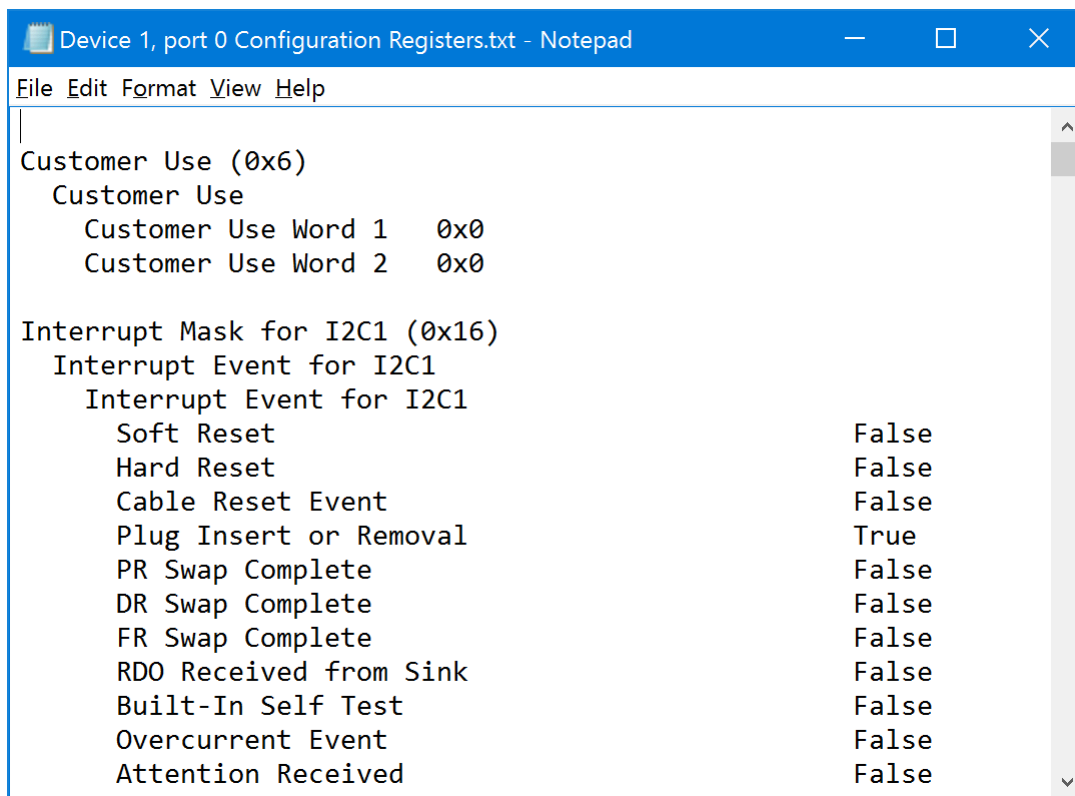 Device 1, port 0 Configuration Registers.txt - Notepad
File Edit Format View Help
Customer Use (0x6)
Customer Use
Customer Use Word 1 0x0
Customer Use Word 2 0x0
Interrupt Mask for I2C1 (0x16)
Interrupt Event for I2C1
Interrupt Event for I2C1
Soft Reset False
Hard Reset False
Cable Reset Event False
Plug Insert or Removal True
PR Swap Complete False
DR Swap Complete False
FR Swap Complete False
RDO Received from Sink False
Built-In Self Test False
Overcurrent Event False
Attention Received False